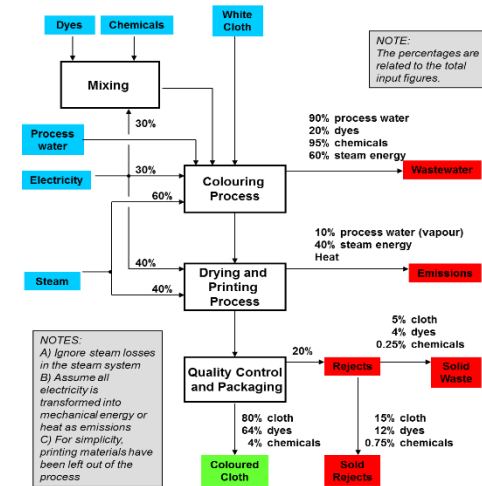 White
Cloth
Dyes
Chemicals
NOTE:
The percentages are
related to the total
input figures.
Mixing
30%
Process
water
90% process water
20% dyes
95% chemicals
60% steam energy
Wastewater
Electricity
30%
60%
Colouring
Process
10% process water (vapour)
40% steam energy
Heat
Emissions
40%
Steam
40%
Drying and
Printing
Process
NOTES:
A) Ignore steam losses
in the steam system
B) Assume all
electricity is
transformed into
mechanical energy or
heat as emissions
C) For simplicity,
printing materials have
been left out of the
process
Quality Control
and Packaging
20%
Rejects
5% cloth
4% dyes
0.25% chemicals
Solid
Waste
80% cloth
64% dyes
4% chemicals
Coloured
Cloth
15% cloth
12% dyes
0.75% chemicals
Sold
Rejects